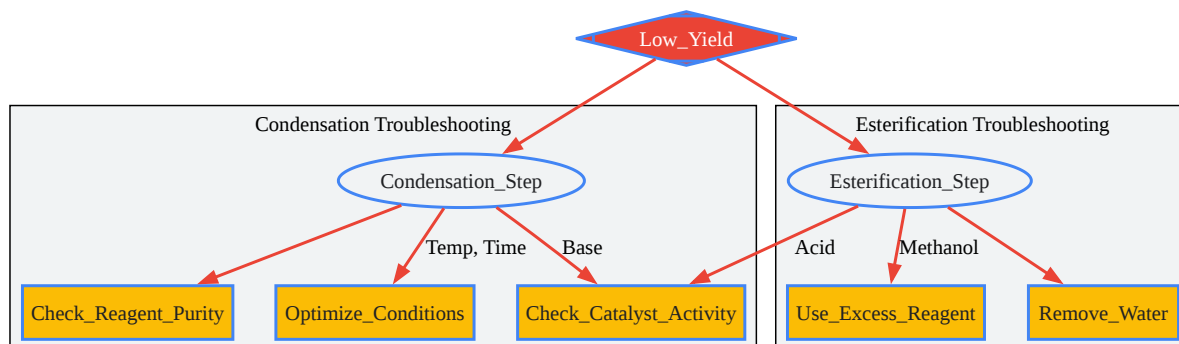 Low_Yield
Condensation Troubleshooting
Esterification Troubleshooting
Condensation_Step
Esterification_Step
Temp, Time
Base
Acid
Methanol
Check_Reagent_Purity
Optimize_Conditions
Check_Catalyst_Activity
Use_Excess_Reagent
Remove_Water